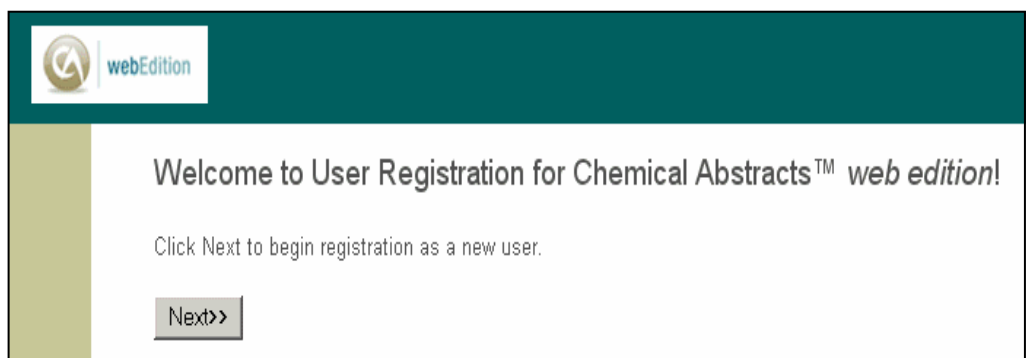 CA webEdition
Welcome to User Registration for Chemical Abstracts™ web edition!
Click Next to begin registration as a new user.
Next>>